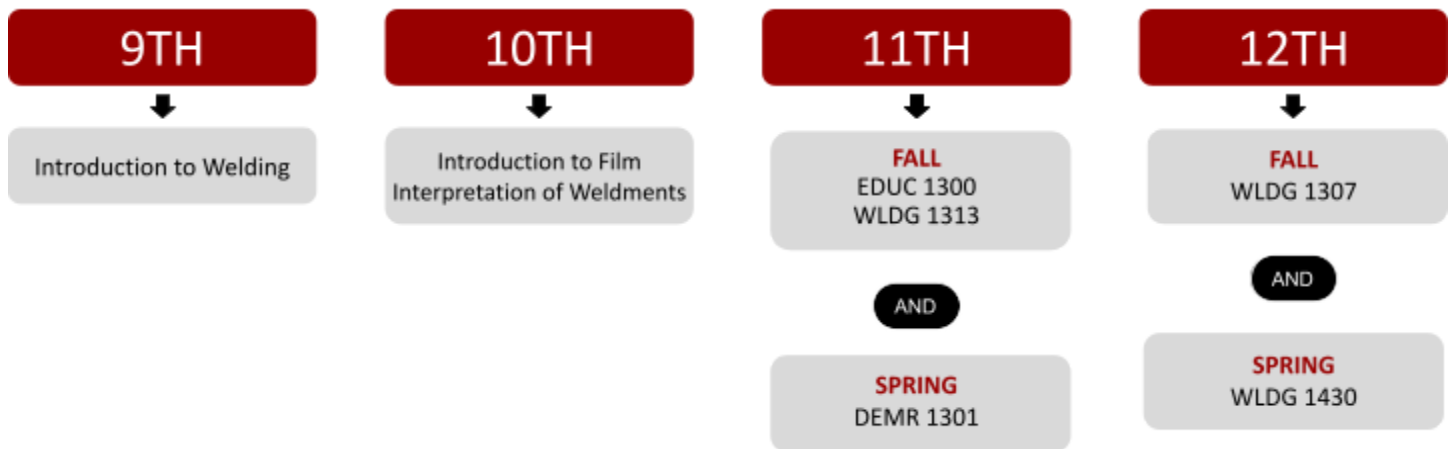 9TH
Introduction to Welding
10TH
Introduction to Film
Interpretation of Weldments
11TH
FALL
EDUC 1300
WLDG 1313
AND
SPRING
DEMR 1301
12TH
FALL
WLDG 1307
AND
SPRING
WLDG 1430